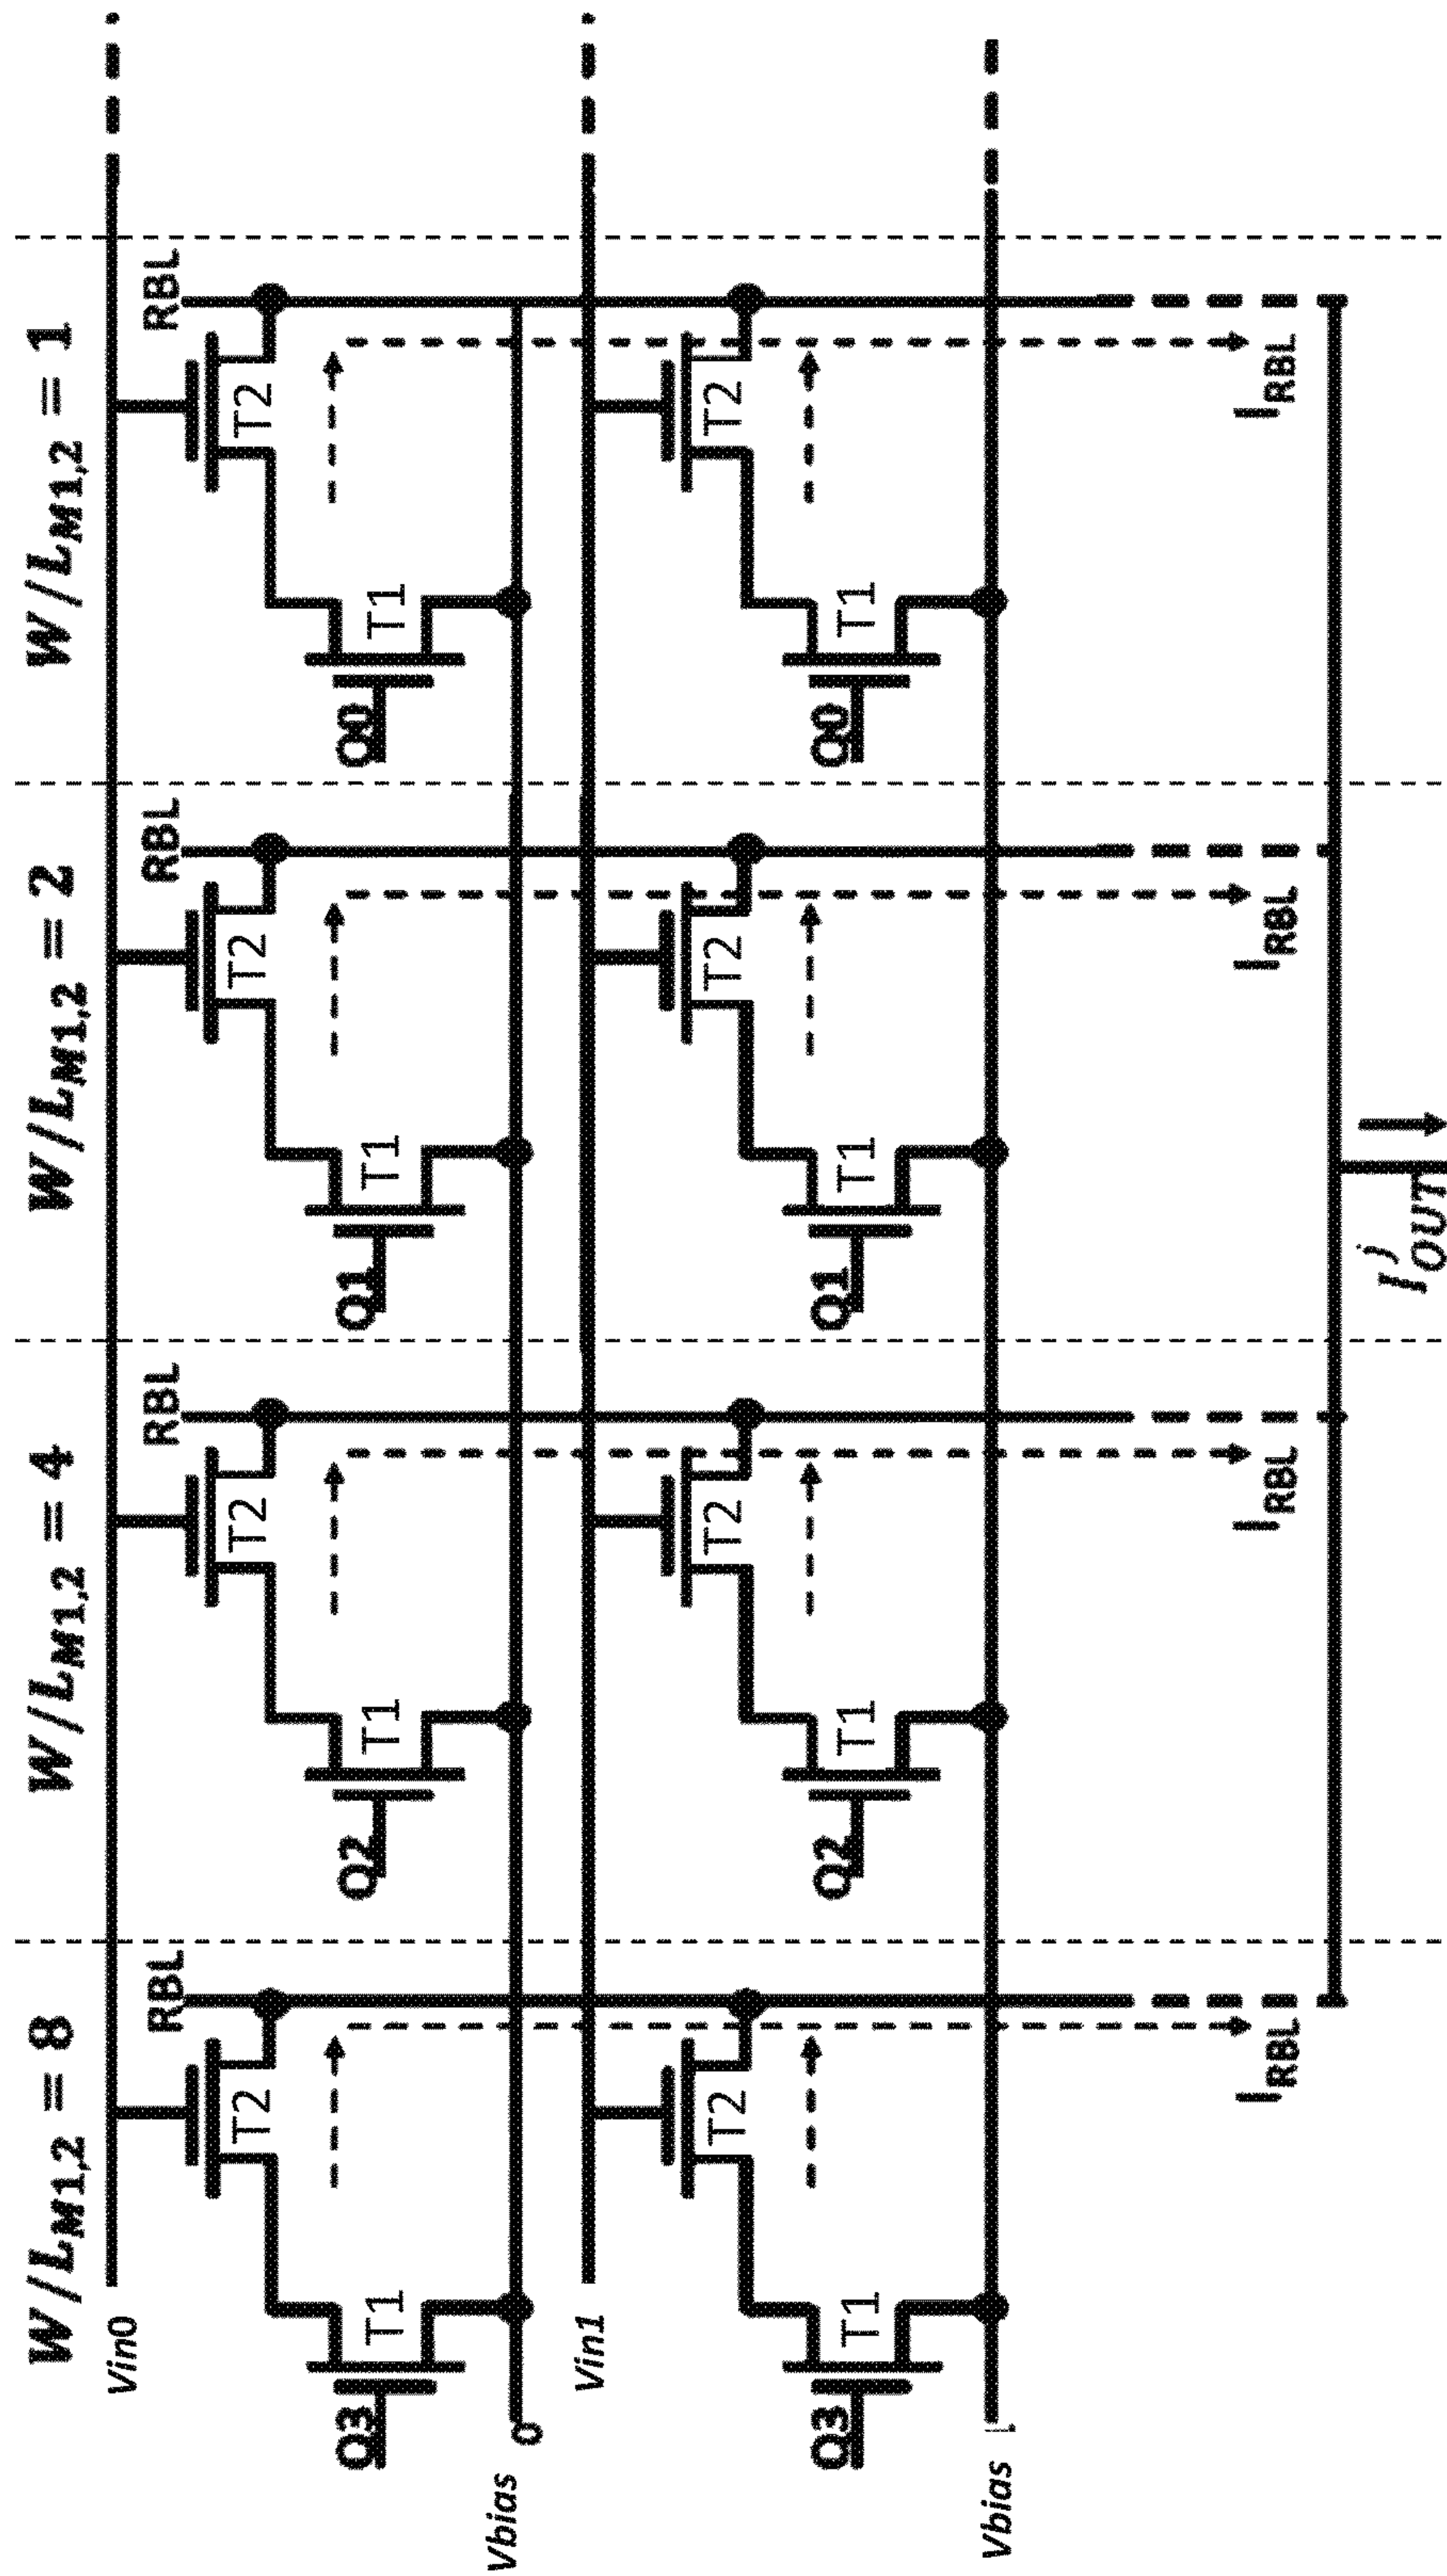 W/L_M1,2 = 8 W/L_M1,2 = 4 W/L_M1,2 = 2 W/L_M1,2 = 1
Vin0
RBL RBL RBL RBL
T2 T2 T2 T2
Q3 T1 Q2 T1 Q1 T1 Q0 T1
Vbias 0
Vin1
T2 T2 T2 T2
Q3 T1 Q2 T1 Q1 T1 Q0 T1
Vbias
I_RBL I_RBL I_RBL I_RBL
I^j_OUT